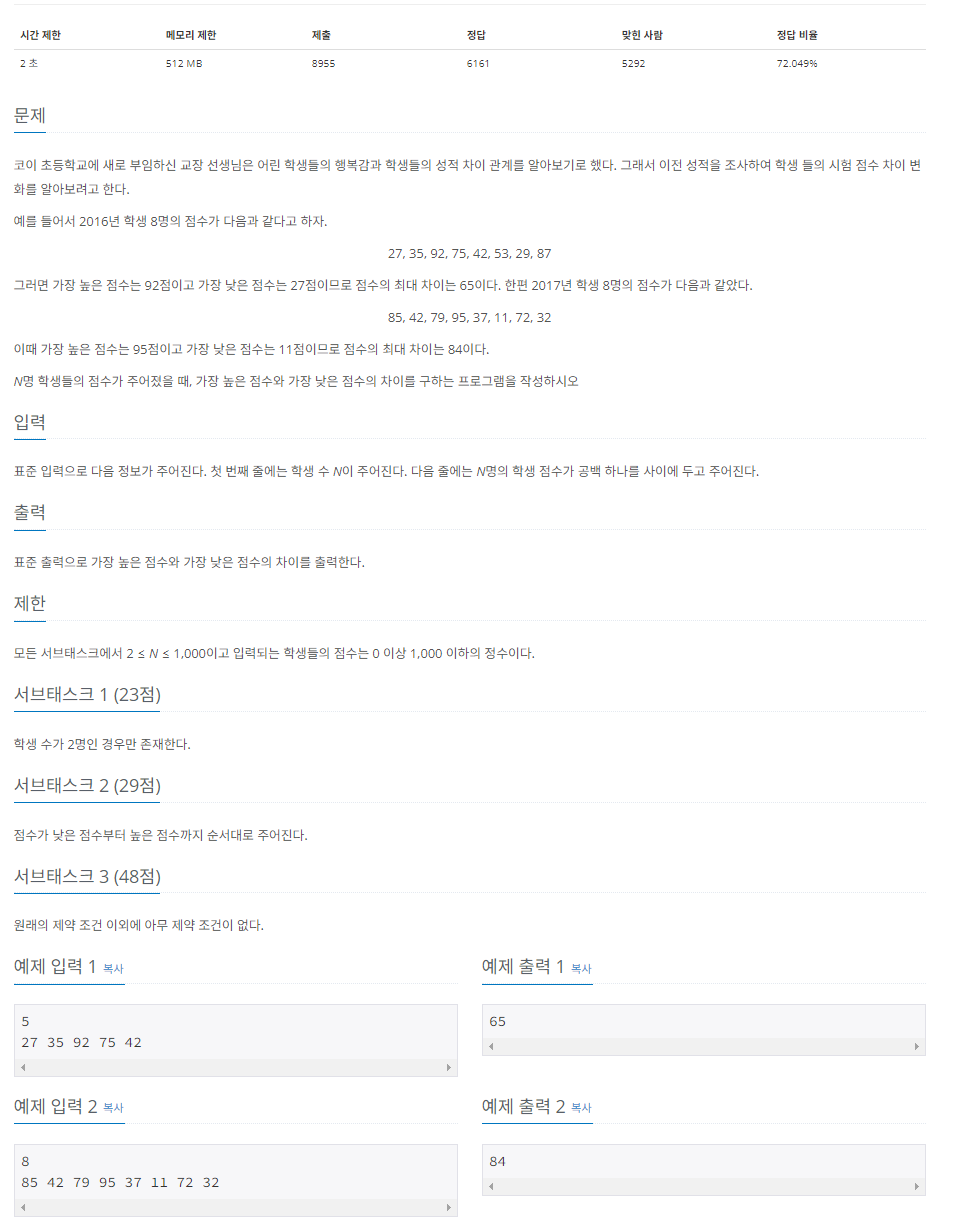 시간 제한 메모리 제한 제출 정답 맞힌 사람 정답 비율
2 초 512 MB 8955 6161 5292 72.049%
문제
코이 초등학교에 새로 부임하신 교장 선생님은 어린 학생들의 행복감과 학생들의 성적 차이 관계를 알아보기로 했다. 그래서 이전 성적을 조사하여 학생 들의 시험 점수 차이 변
화를 알아보려고 한다.
예를 들어서 2016년 학생 8명의 점수가 다음과 같다고 하자.
27, 35, 92, 75, 42, 53, 29, 87
그러면 가장 높은 점수는 92점이고 가장 낮은 점수는 27점이므로 점수의 최대 차이는 65이다. 한편 2017년 학생 8명의 점수가 다음과 같았다.
85, 42, 79, 95, 37, 11, 72, 32
이때 가장 높은 점수는 95점이고 가장 낮은 점수는 11점이므로 점수의 최대 차이는 84이다.
N명 학생들의 점수가 주어졌을 때, 가장 높은 점수와 가장 낮은 점수의 차이를 구하는 프로그램을 작성하시오
입력
표준 입력으로 다음 정보가 주어진다. 첫 번째 줄에는 학생 수 N이 주어진다. 다음 줄에는 N명의 학생 점수가 공백 하나를 사이에 두고 주어진다.
출력
표준 출력으로 가장 높은 점수와 가장 낮은 점수의 차이를 출력한다.
제한
모든 서브태스크에서 2 ≤ N ≤ 1,000이고 입력되는 학생들의 점수는 0 이상 1,000 이하의 정수이다.
서브태스크 1 (23점)
학생 수가 2명인 경우만 존재한다.
서브태스크 2 (29점)
점수가 낮은 점수부터 높은 점수까지 순서대로 주어진다.
서브태스크 3 (48점)
원래의 제약 조건 이외에 아무 제약 조건이 없다.
예제 입력 1 복사
5
27 35 92 75 42
예제 출력 1 복사
65
예제 입력 2 복사
8
85 42 79 95 37 11 72 32
예제 출력 2 복사
84